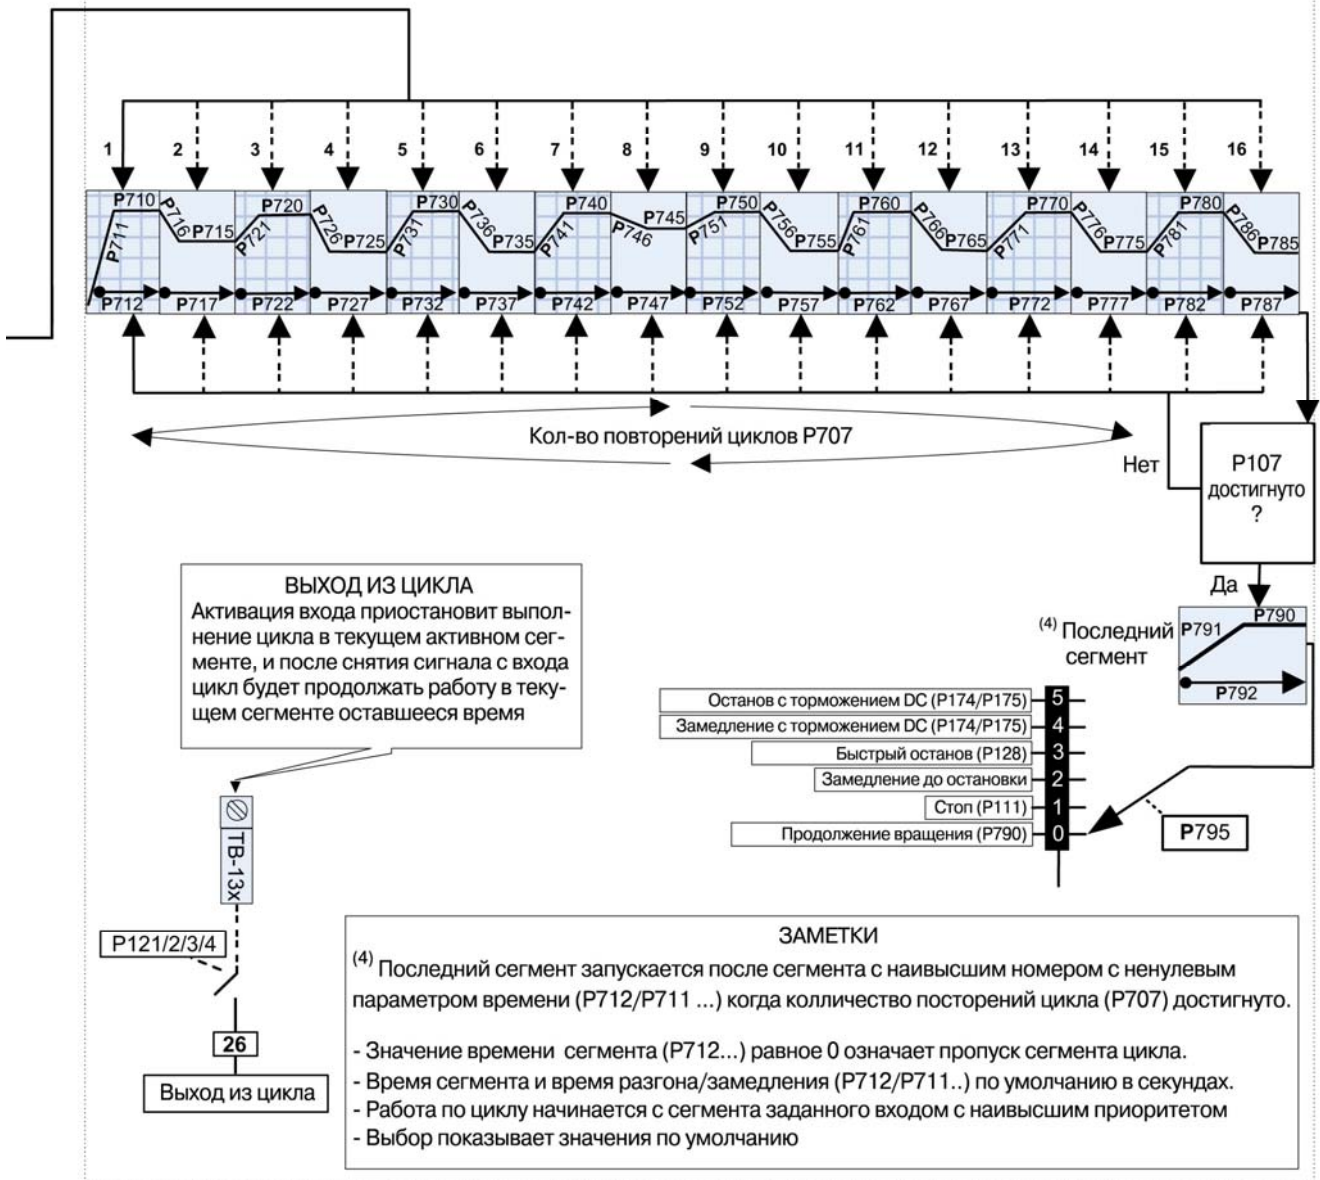 1 2 3 4 5 6 7 8 9 10 11 12 13 14 15 16
P710 P720 P730 P740 P750 P760 P770 P780
P711 P716 P715 P721 P726 P725 P731 P736 P735 P741 P746 P745 P751 P756 P755 P761 P766 P765 P771 P776 P775 P781 P786 P785
P712 P717 P722 P727 P732 P737 P742 P747 P752 P757 P762 P767 P772 P777 P782 P787
Кол-во повторений циклов P707
Нет
P107
достигнуто
?
Да
ВЫХОД ИЗ ЦИКЛА
Активация входа приостановит выпол-
нение цикла в текущем активном сег-
менте, и после снятия сигнала с входа
цикл будет продолжать работу в теку-
щем сегменте оставшееся время
(4) Последний
сегмент
P791 P790
P792
Останов с торможением DC (P174/P175) 5
Замедление с торможением DC (P174/P175) 4
Быстрый останов (P128) 3
Замедление до остановки 2
Стоп (P111) 1
Продолжение вращения (P790) 0
P795
TB-13x
P121/2/3/4
26
Выход из цикла
ЗАМЕТКИ
(4) Последний сегмент запускается после сегмента с наивысшим номером с ненулевым
параметром времени (P712/P711 ...) когда колличество посторений цикла (P707) достигнуто.
- Значение времени сегмента (P712...) равное 0 означает пропуск сегмента цикла.
- Время сегмента и время разгона/замедления (P712/P711..) по умолчанию в секундах.
- Работа по циклу начинается с сегмента заданного входом с наивысшим приоритетом
- Выбор показывает значения по умолчанию